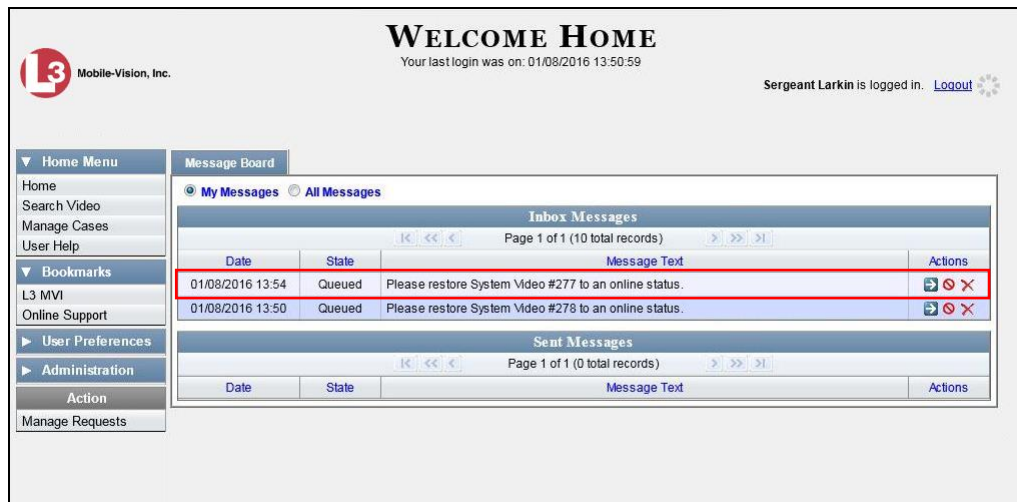 WELCOME HOME
Your last login was on: 01/08/2016 13:50:59
L3 Mobile-Vision, Inc.
Sergeant Larkin is logged in. Logout
▼ Home Menu
Home
Search Video
Manage Cases
User Help
▼ Bookmarks
L3 MVI
Online Support
▶ User Preferences
▶ Administration
Action
Manage Requests
Message Board
My Messages All Messages
Inbox Messages
|< << < Page 1 of 1 (10 total records) > >> >|
Date State Message Text Actions
01/08/2016 13:54 Queued Please restore System Video #277 to an online status.
01/08/2016 13:50 Queued Please restore System Video #278 to an online status.
Sent Messages
|< << < Page 1 of 1 (0 total records) > >> >|
Date State Message Text Actions